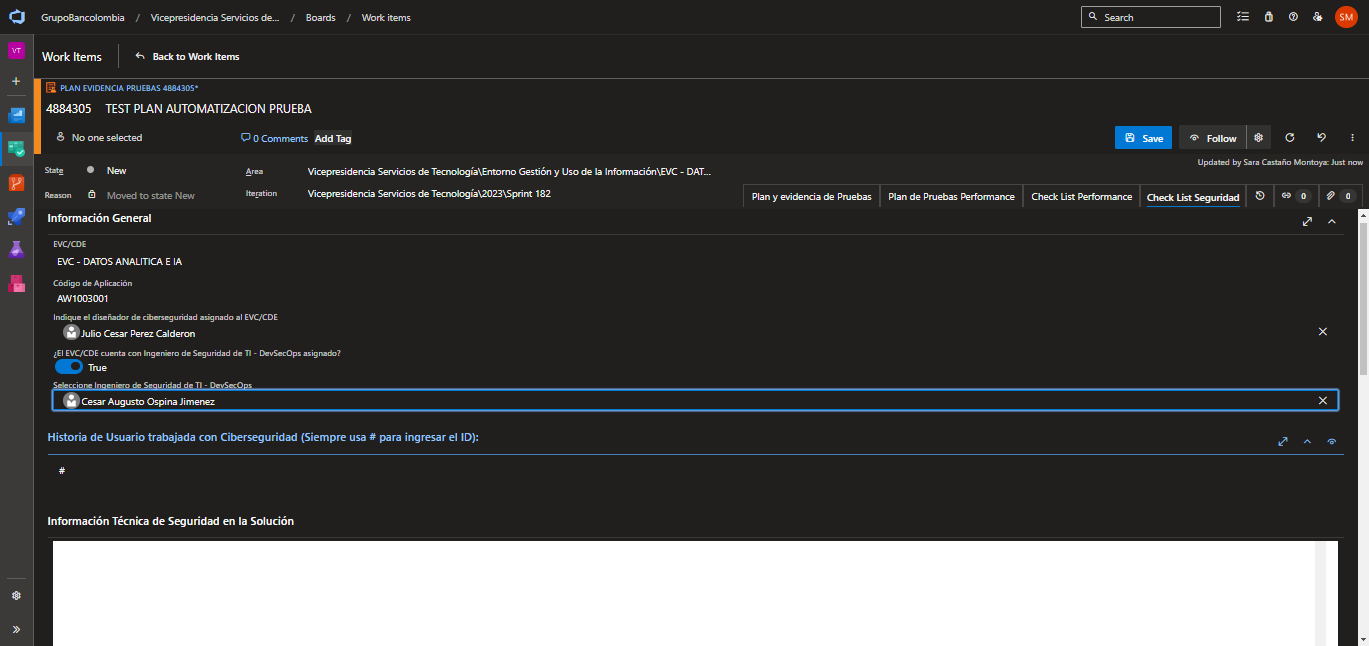 GrupoBancolombia / Vicepresidencia Servicios de... / Boards / Work items
Search
SM
VT
Work Items
Back to Work Items
PLAN EVIDENCIA PRUEBAS 4884305*
4884305 TEST PLAN AUTOMATIZACION PRUEBA
No one selected
0 Comments
Add Tag
Save
Follow
Updated by Sara Castaño Montoya: Just now
State New
Area Vicepresidencia Servicios de Tecnología\Entorno Gestión y Uso de la Información\EVC - DAT...
Reason Moved to state New
Iteration Vicepresidencia Servicios de Tecnología\2023\Sprint 182
Plan y evidencia de Pruebas
Plan de Pruebas Performance
Check List Performance
Check List Seguridad
0
0
Información General
EVC/CDE
EVC - DATOS ANALITICA E IA
Código de Aplicación
AW1003001
Indique el diseñador de ciberseguridad asignado al EVC/CDE
Julio Cesar Perez Calderon
¿El EVC/CDE cuenta con Ingeniero de Seguridad de TI - DevSecOps asignado?
True
Seleccione Ingeniero de Seguridad de TI - DevSecOps
Cesar Augusto Ospina Jimenez
Historia de Usuario trabajada con Ciberseguridad (Siempre usa # para ingresar el ID):
#
Información Técnica de Seguridad en la Solución